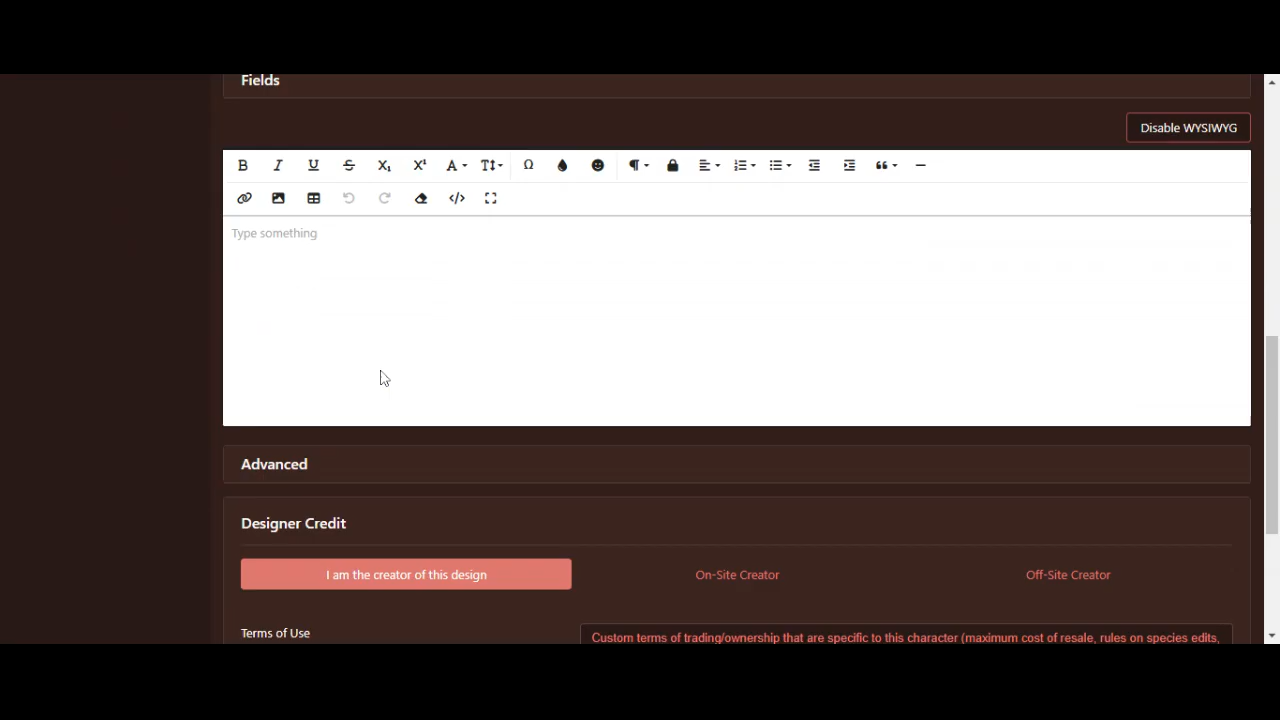 Fields
Disable WYSIWYG
Type something
Advanced
Designer Credit
I am the creator of this design
On-Site Creator
Off-Site Creator
Terms of Use
Custom terms of trading/ownership that are specific to this character (maximum cost of resale, rules on species edits,